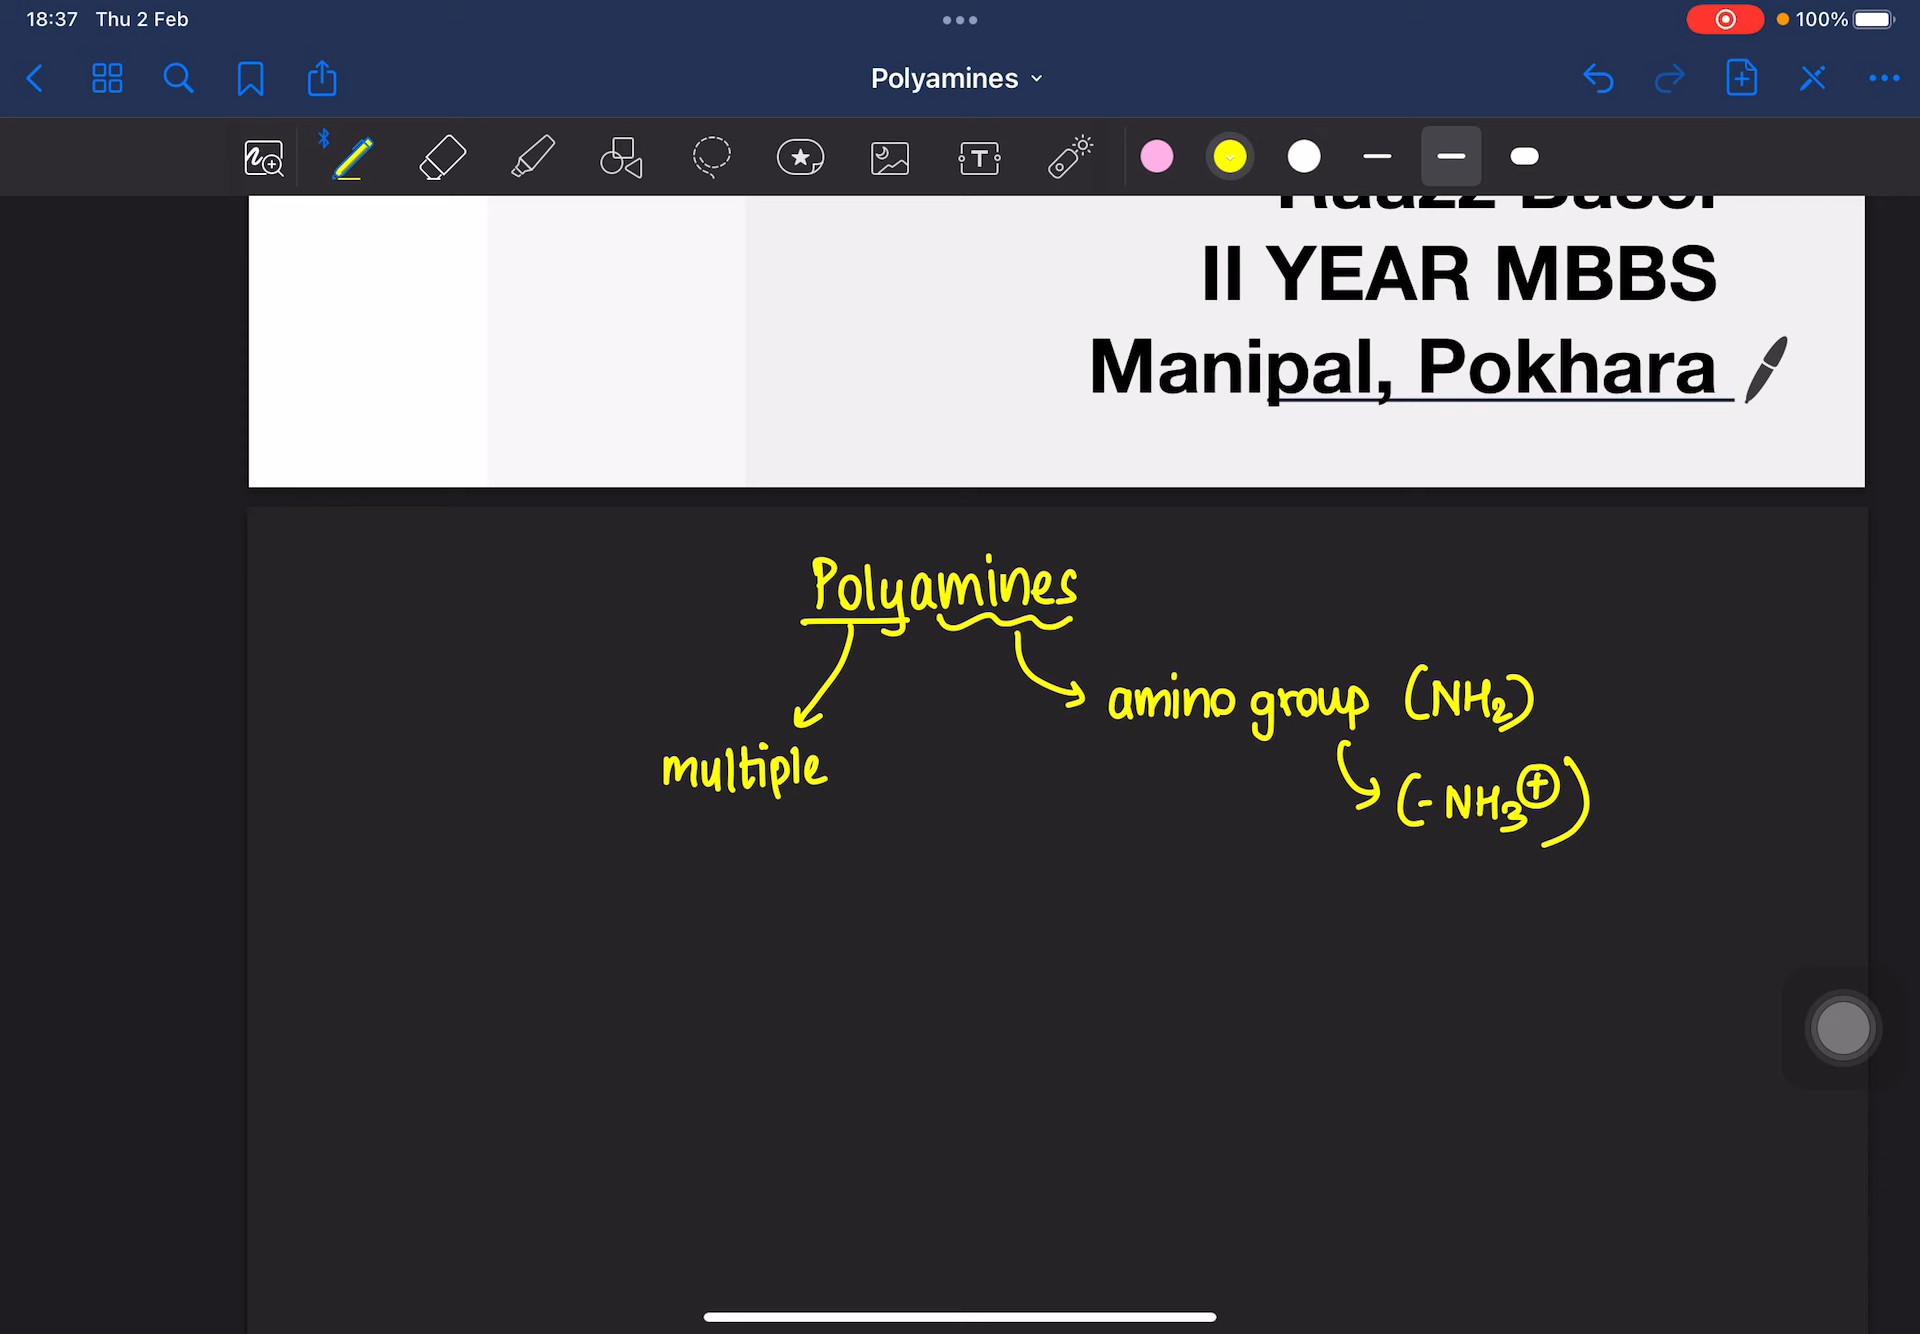 18:37 Thu 2 Feb
100%
Polyamines
II YEAR MBBS
Manipal, Pokhara
Polyamines
amino group (NH₂)
multiple
(-NH₃⊕)